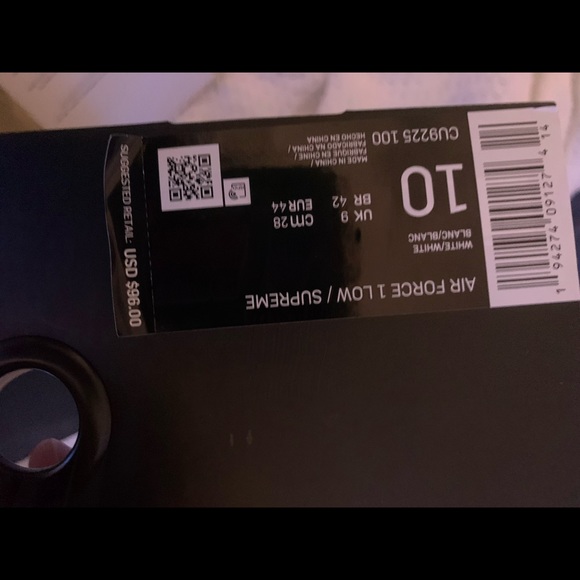 AIR FORCE 1 LOW / SUPREME
WHITE/WHITE
BLANC/BLANC
10
UK 9
BR 42
cm 28
EUR 44
MADE IN CHINA /
FABRIQUE EN CHINE /
FABRICADO NA CHINA /
HECHO EN CHINA
CU9225 100
1 94274 09127 4 14
SUGGESTED RETAIL: USD $96.00